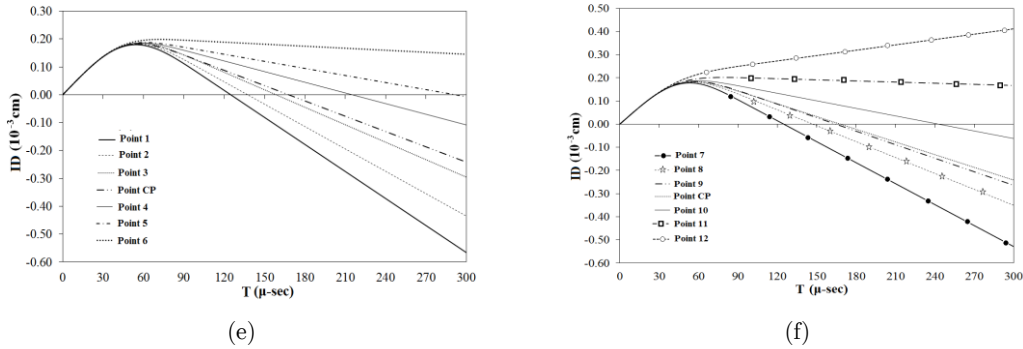 0.30
0.20
0.10
0.00
-0.10
-0.20
-0.30
-0.40
-0.50
-0.60
ID (10⁻³ cm)
Point 1
Point 2
Point 3
Point CP
Point 4
Point 5
Point 6
0 30 60 90 120 150 180 210 240 270 300
T (μ-sec)
(e)
0.50
0.40
0.30
0.20
0.10
0.00
-0.10
-0.20
-0.30
-0.40
-0.50
-0.60
ID (10⁻³ cm)
Point 7
Point 8
Point 9
Point CP
Point 10
Point 11
Point 12
0 30 60 90 120 150 180 210 240 270 300
T (μ-sec)
(f)